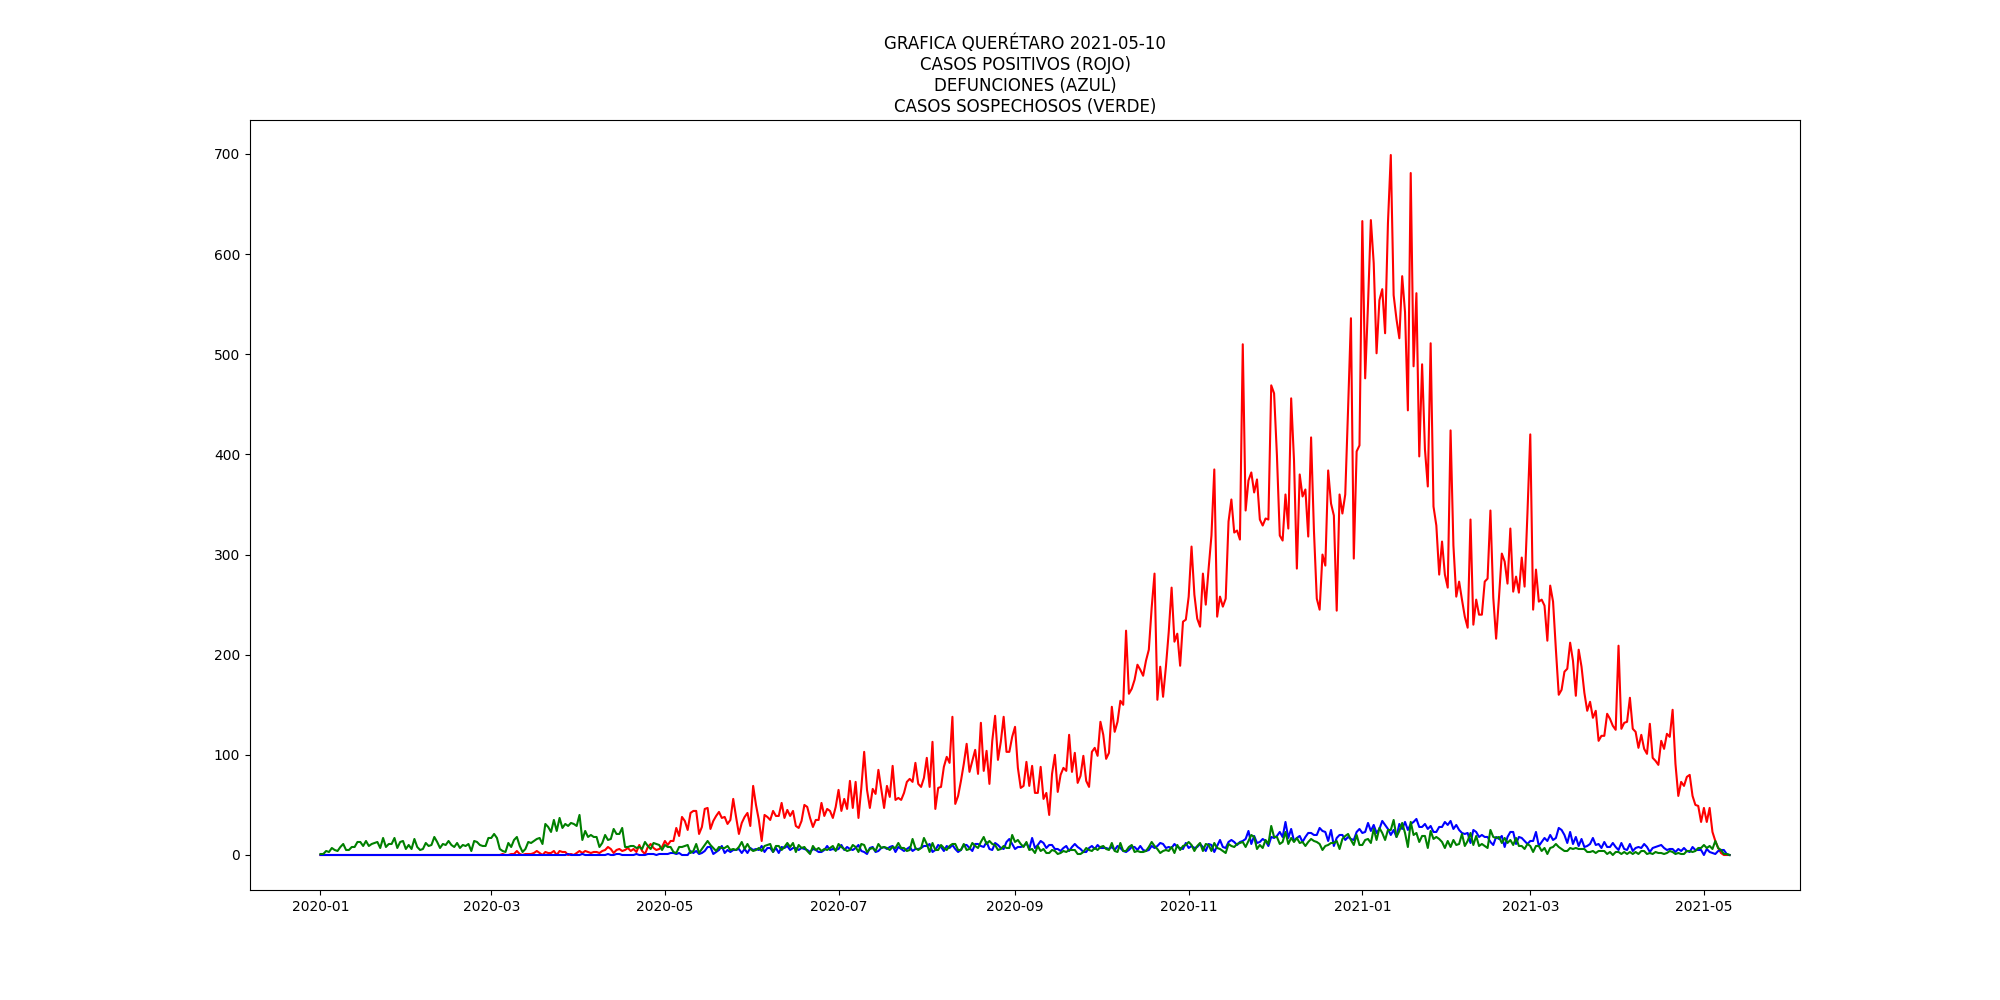 GRAFICA QUERÉTARO 2021-05-10
CASOS POSITIVOS (ROJO)
DEFUNCIONES (AZUL)
CASOS SOSPECHOSOS (VERDE)
700
600
500
400
300
200
100
0
2020-01 2020-03 2020-05 2020-07 2020-09 2020-11 2021-01 2021-03 2021-05